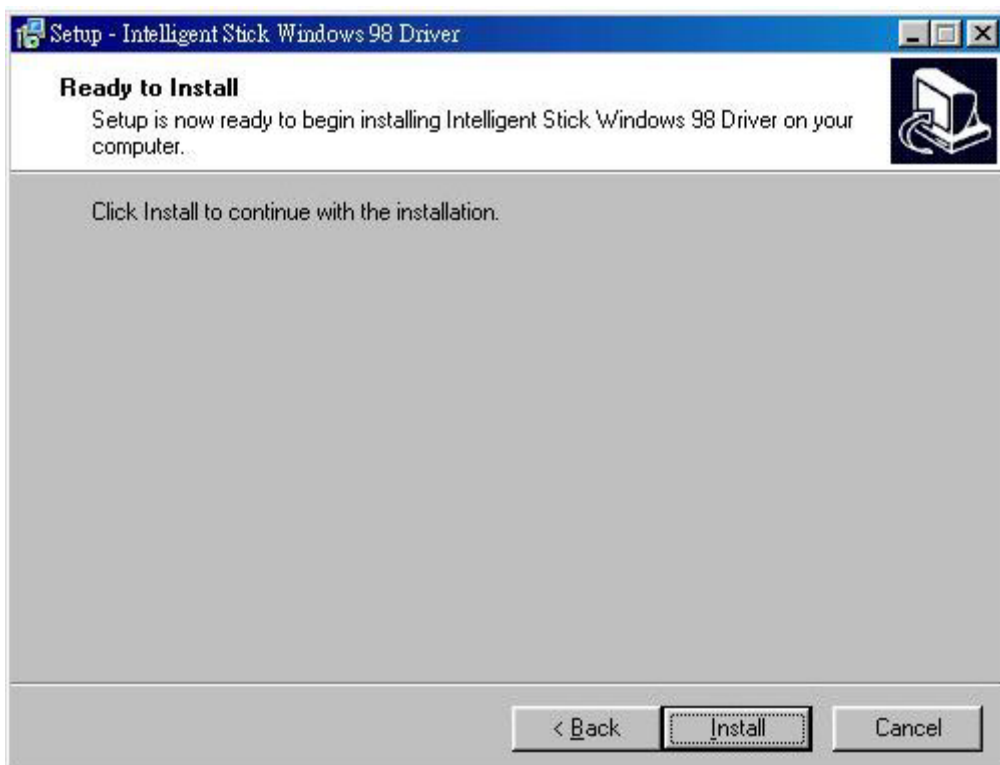 Setup - Intelligent Stick Windows 98 Driver
Ready to Install
Setup is now ready to begin installing Intelligent Stick Windows 98 Driver on your
computer.
Click Install to continue with the installation.
< Back
Install
Cancel